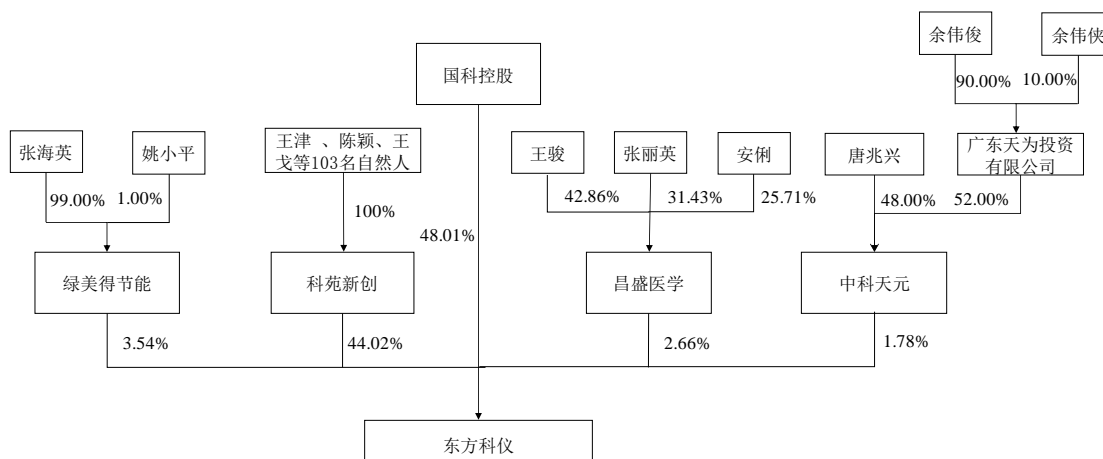 余伟俊
余伟侠
国科控股
90.00%
10.00%
张海英
姚小平
王津 、陈颖、王
戈等103名自然人
王骏
张丽英
安俐
唐兆兴
广东天为投资
有限公司
99.00%
1.00%
100%
48.01%
42.86%
31.43%
25.71%
48.00%
52.00%
绿美得节能
科苑新创
昌盛医学
中科天元
3.54%
44.02%
2.66%
1.78%
东方科仪